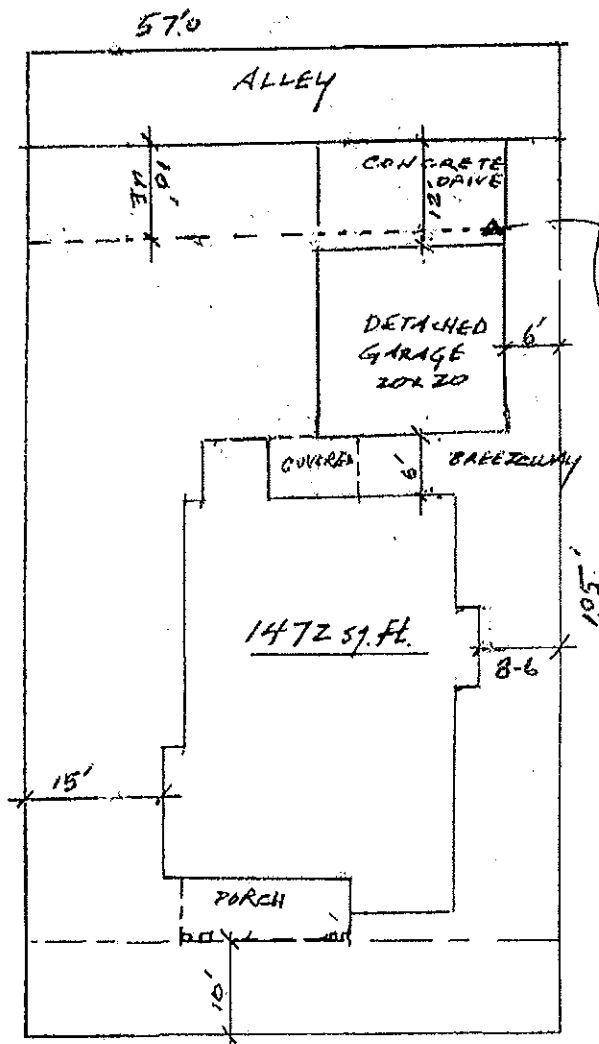 57'0
ALLEY
CONCRETE
DRIVE
10'
12'
DETACHED
GARAGE
20x20
6'
COVERED
6'
BREEZEWAY
105'
1472 sq.ft.
8-6
15'
PORCH
10'